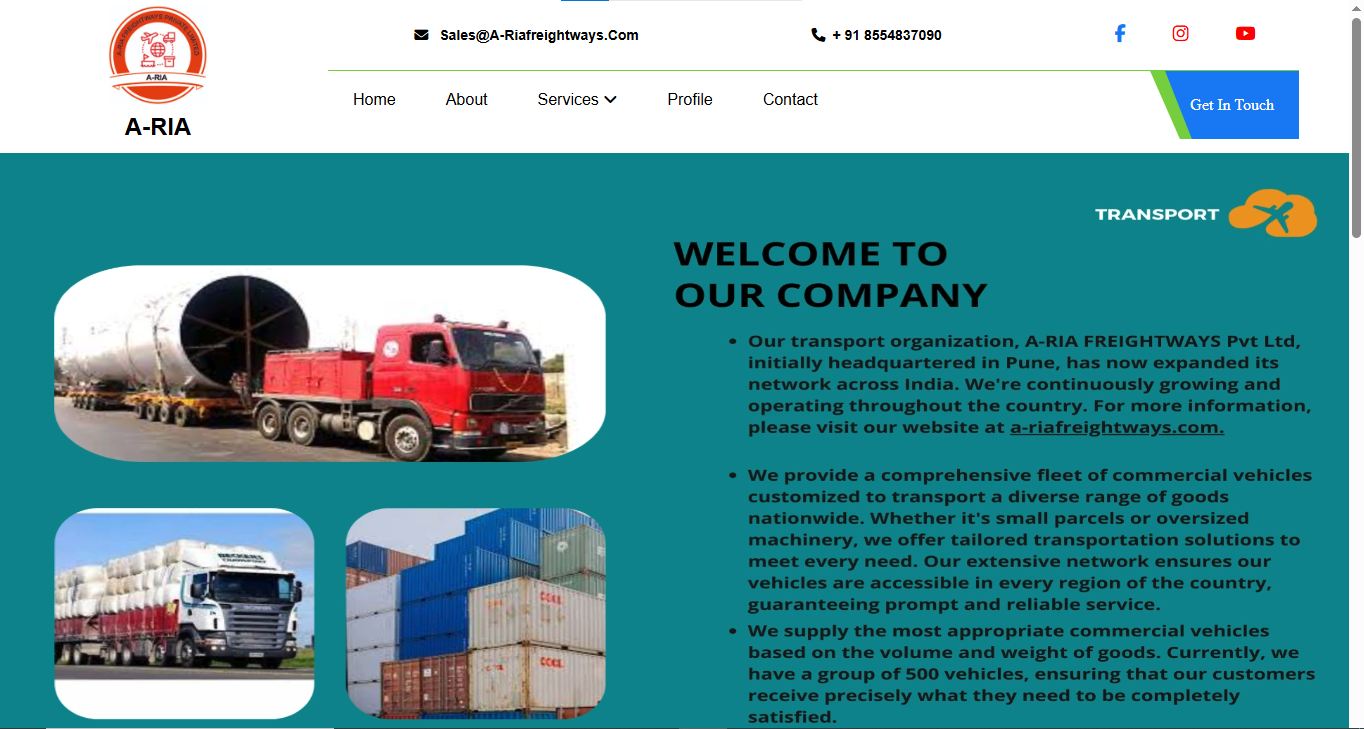 A-RIA FREIGHTWAYS PRIVATE LIMITED
A-RIA
A-RIA
Sales@A-Riafreightways.Com
+ 91 8554837090
Home
About
Services
Profile
Contact
Get In Touch
TRANSPORT
WELCOME TO
OUR COMPANY
• Our transport organization, A-RIA FREIGHTWAYS Pvt Ltd,
initially headquartered in Pune, has now expanded its
network across India. We're continuously growing and
operating throughout the country. For more information,
please visit our website at a-riafreightways.com.
• We provide a comprehensive fleet of commercial vehicles
customized to transport a diverse range of goods
nationwide. Whether it's small parcels or oversized
machinery, we offer tailored transportation solutions to
meet every need. Our extensive network ensures our
vehicles are accessible in every region of the country,
guaranteeing prompt and reliable service.
• We supply the most appropriate commercial vehicles
based on the volume and weight of goods. Currently, we
have a group of 500 vehicles, ensuring that our customers
receive precisely what they need to be completely
satisfied.